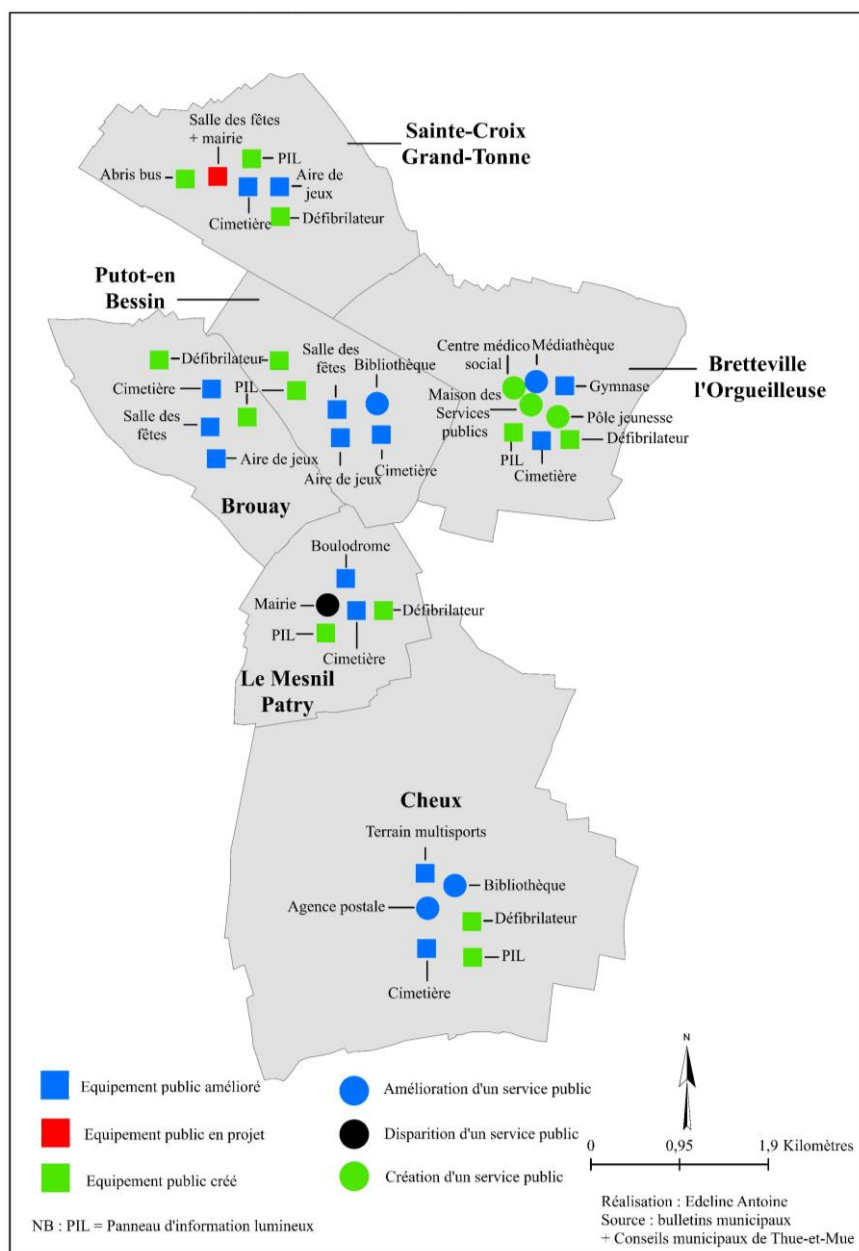 Salle des fêtes
+ mairie
Sainte-Croix
Grand-Tonne
PIL
Abris bus
Aire de
jeux
Cimetière
Défibrilateur
Putot-en
Bessin
Défibrilateur
Salle des
fêtes
Bibliothèque
Centre médico
social
Médiathèque
Bretteville
l'Orgueilleuse
Gymnase
Cimetière
PIL
Maison des
Services
publics
Pôle jeunesse
Salle des
fêtes
Défibrilateur
PIL
Cimetière
Aire de jeux
Aire de jeux
Cimetière
Brouay
Boulodrome
Mairie
Défibrilateur
PIL
Cimetière
Le Mesnil
Patry
Cheux
Terrain multisports
Bibliothèque
Agence postale
Défibrilateur
PIL
Cimetière
N
Equipement public amélioré
Equipement public en projet
Equipement public créé
Amélioration d'un service public
Disparition d'un service public
Création d'un service public
0 0,95 1,9 Kilomètres
NB : PIL = Panneau d'information lumineux
Réalisation : Edeline Antoine
Source : bulletins municipaux
+ Conseils municipaux de Thue-et-Mue